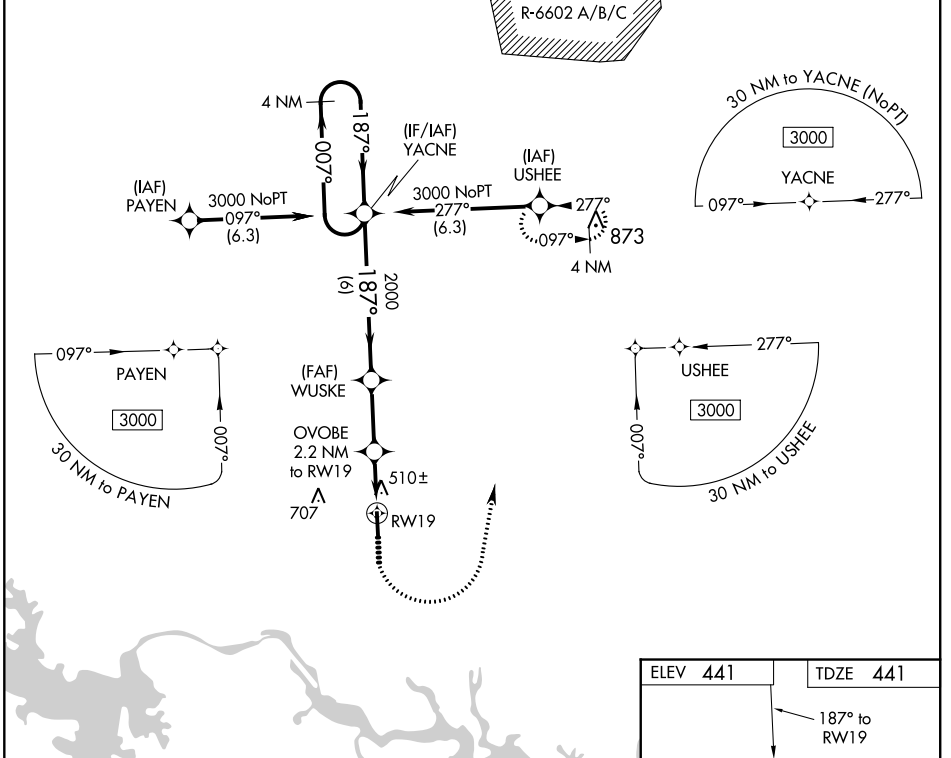 R-6602 A/B/C
4 NM
187°
007°
(IF/IAF)
YACNE
(IAF)
PAYEN
3000 NoPT
097°
(6.3)
3000 NoPT
277°
(6.3)
(IAF)
USHEE
277°
097°
873
4 NM
30 NM to YACNE (NoPT)
3000
YACNE
097°
277°
2000
187°
(6)
097°
PAYEN
3000
007°
30 NM to PAYEN
(FAF)
WUSKE
OVOBE
2.2 NM
to RW19
510±
707
RW19
277°
USHEE
3000
007°
30 NM to USHEE
ELEV 441
TDZE 441
187° to
RW19